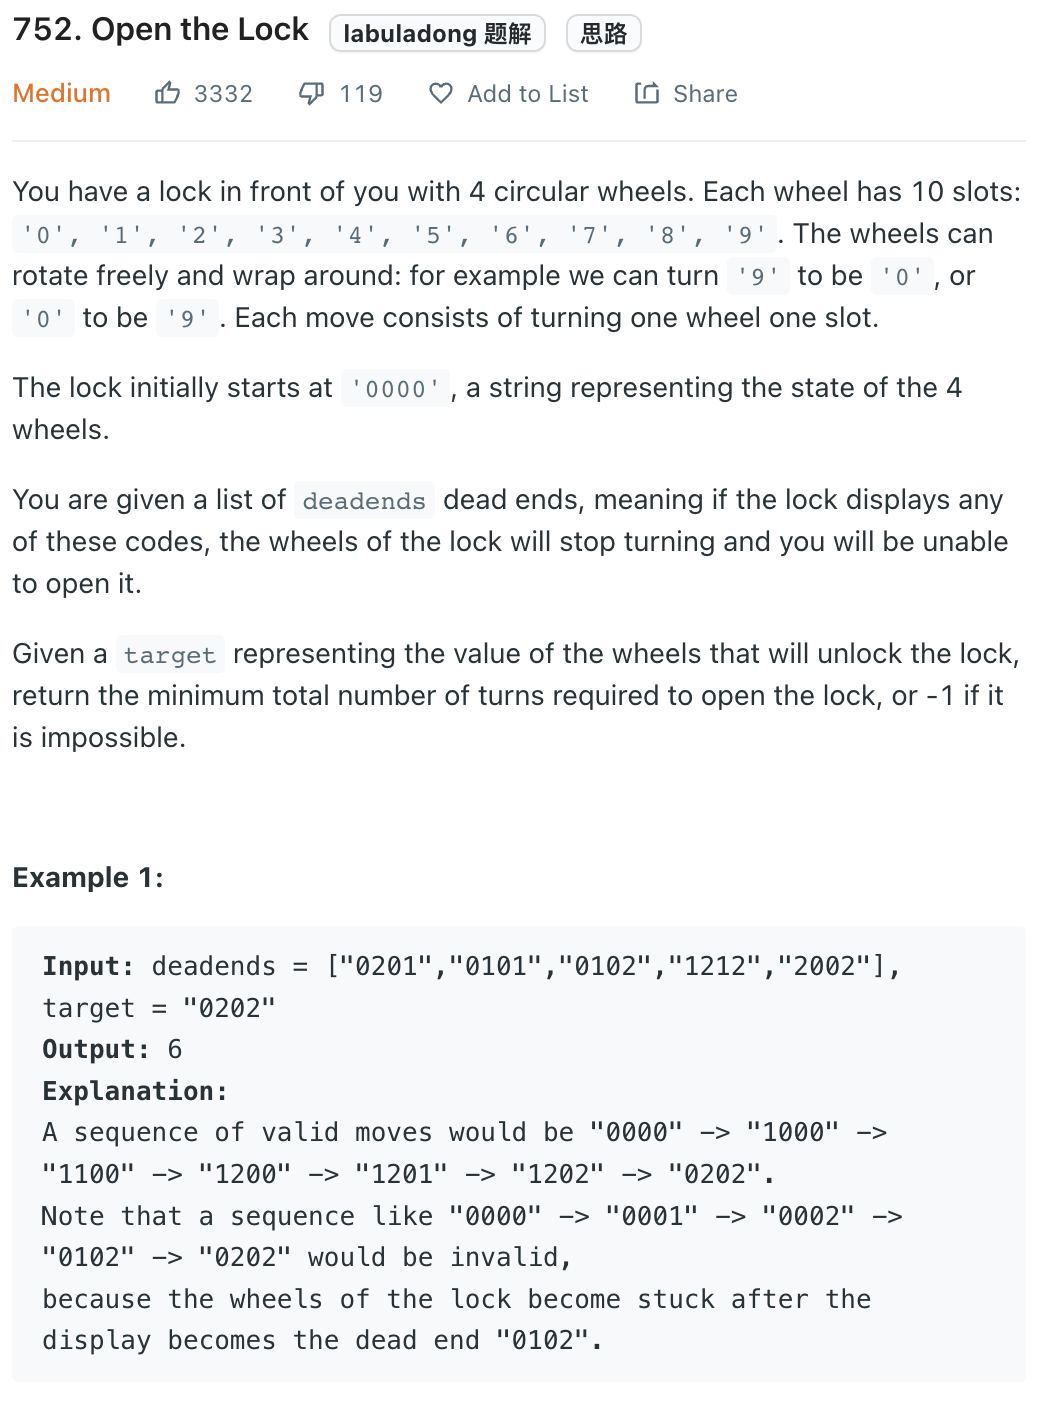 752. Open the Lock labuladong 题解 思路
Medium 3332 119 Add to List Share
You have a lock in front of you with 4 circular wheels. Each wheel has 10 slots:
'0', '1', '2', '3', '4', '5', '6', '7', '8', '9'. The wheels can
rotate freely and wrap around: for example we can turn '9' to be '0', or
'0' to be '9'. Each move consists of turning one wheel one slot.
The lock initially starts at '0000', a string representing the state of the 4
wheels.
You are given a list of deadends dead ends, meaning if the lock displays any
of these codes, the wheels of the lock will stop turning and you will be unable
to open it.
Given a target representing the value of the wheels that will unlock the lock,
return the minimum total number of turns required to open the lock, or -1 if it
is impossible.
Example 1:
Input: deadends = ["0201","0101","0102","1212","2002"],
target = "0202"
Output: 6
Explanation:
A sequence of valid moves would be "0000" -> "1000" ->
"1100" -> "1200" -> "1201" -> "1202" -> "0202".
Note that a sequence like "0000" -> "0001" -> "0002" ->
"0102" -> "0202" would be invalid,
because the wheels of the lock become stuck after the
display becomes the dead end "0102".